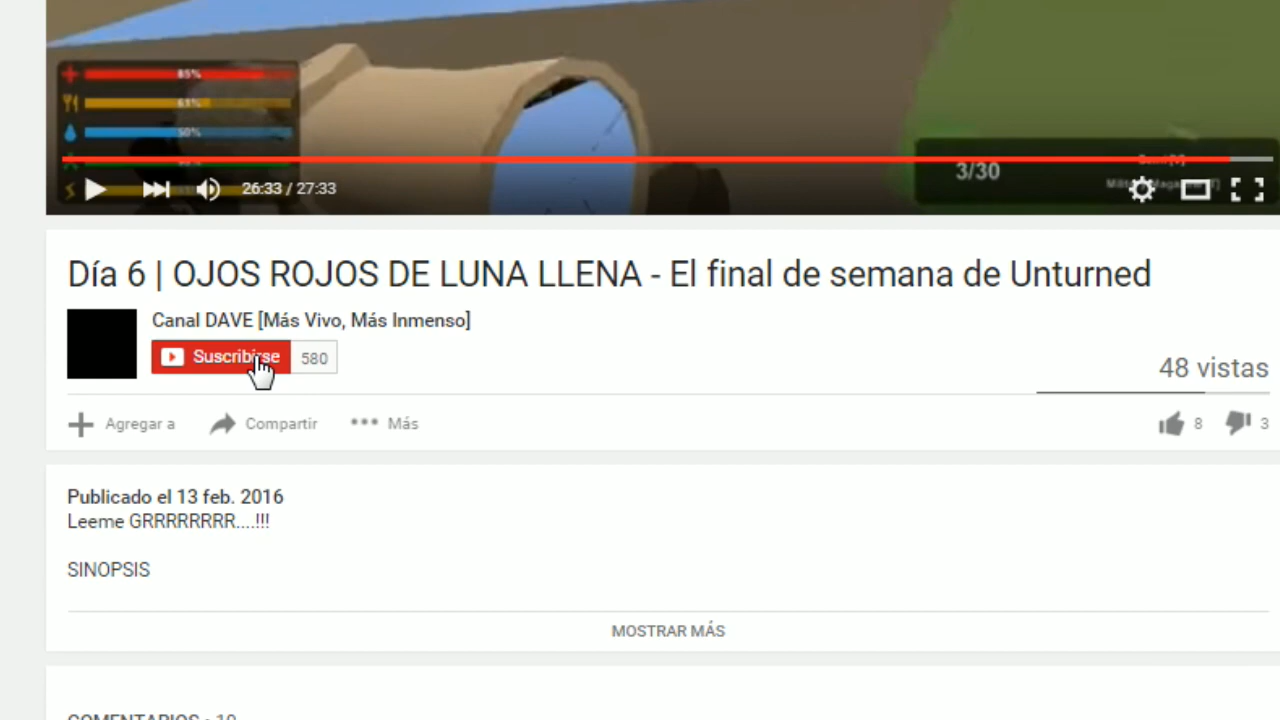 85%
61%
50%
3/30
26:33 / 27:33
Día 6 | OJOS ROJOS DE LUNA LLENA - El final de semana de Unturned
Canal DAVE [Más Vivo, Más Inmenso]
Suscribirse 580
48 vistas
Agregar a Compartir Más 8 3
Publicado el 13 feb. 2016
Leeme GRRRRRRRR....!!!
SINOPSIS
MOSTRAR MÁS
COMENTARIOS • 19